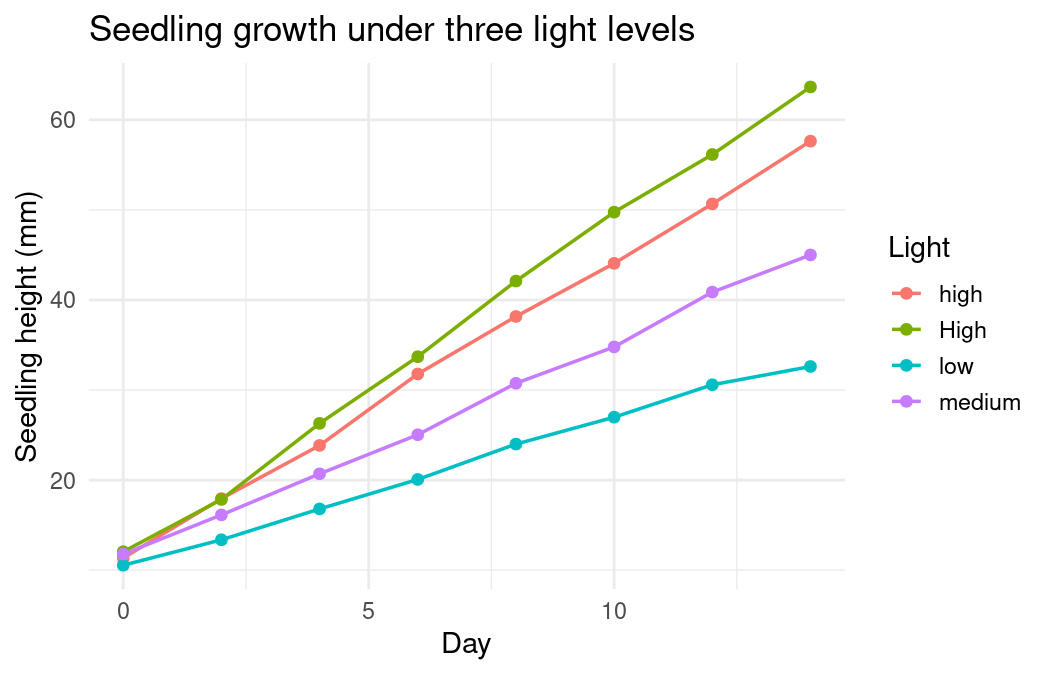 Seedling growth under three light levels
60
40
20
Seedling height (mm)
0
5
10
Day
Light
high
High
low
medium